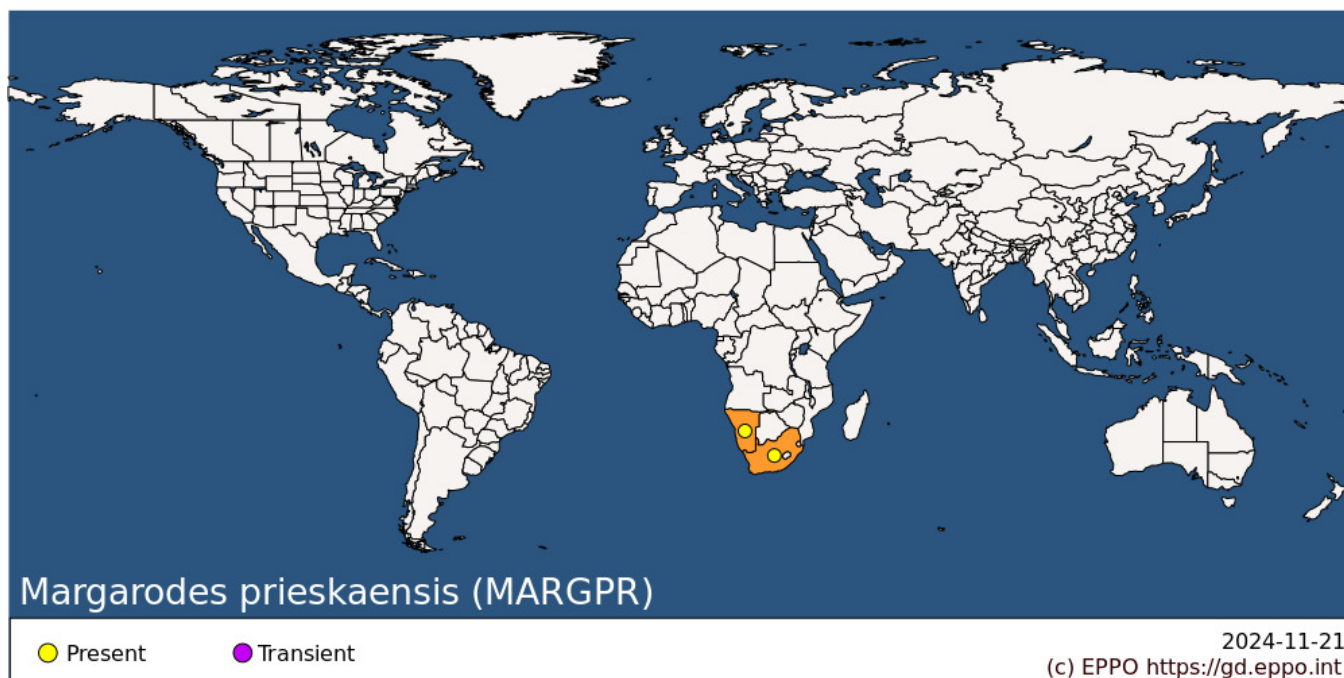 Margarodes prieskaensis (MARGPR)
Present
Transient
2024-11-21
(c) EPPO https://gd.eppo.int